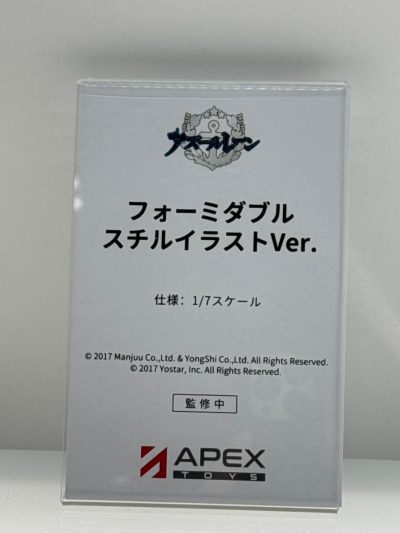 アズールレーン
フォーミダブル
スチルイラストVer.
仕様：1/7スケール
© 2017 Manjuu Co.,Ltd. & YongShi Co.,Ltd. All Rights Reserved.
© 2017 Yostar, Inc. All Rights Reserved.
監修中
APEX
TOYS